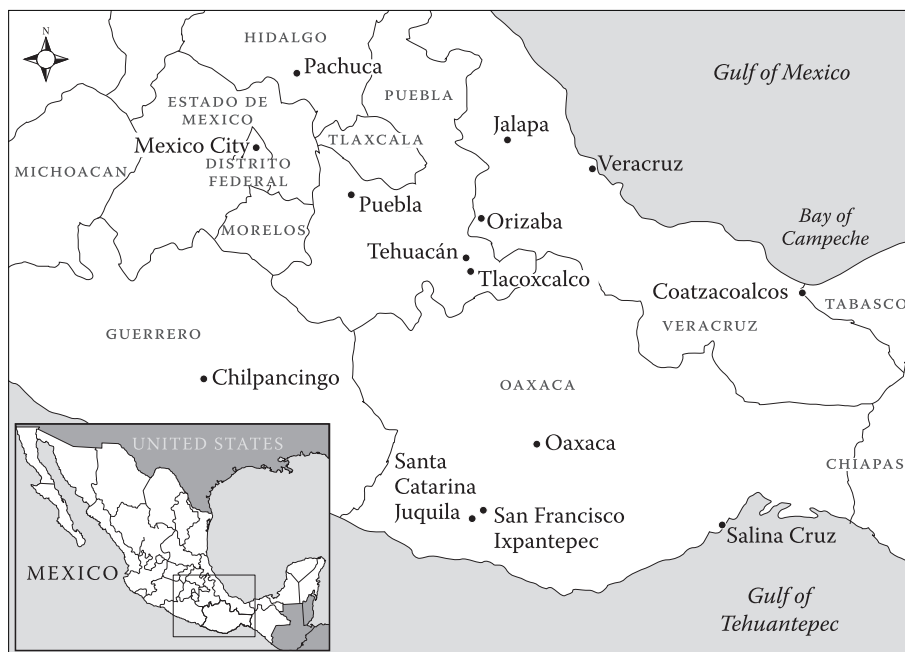 N
HIDALGO
Pachuca
PUEBLA
Gulf of Mexico
ESTADO DE
MEXICO
Jalapa
Mexico City
TLAXCALA
DISTRITO
FEDERAL
MICHOACAN
Veracruz
Puebla
MORELOS
Orizaba
Bay of
Campeche
Tehuacán
Tlacoxcalco
Coatzacoalcos
TABASCO
VERACRUZ
GUERRERO
Chilpancingo
OAXACA
Oaxaca
CHIAPAS
Santa
Catarina
Juquila
San Francisco
Ixpantepec
Salina Cruz
Gulf of
Tehuantepec
UNITED STATES
MEXICO